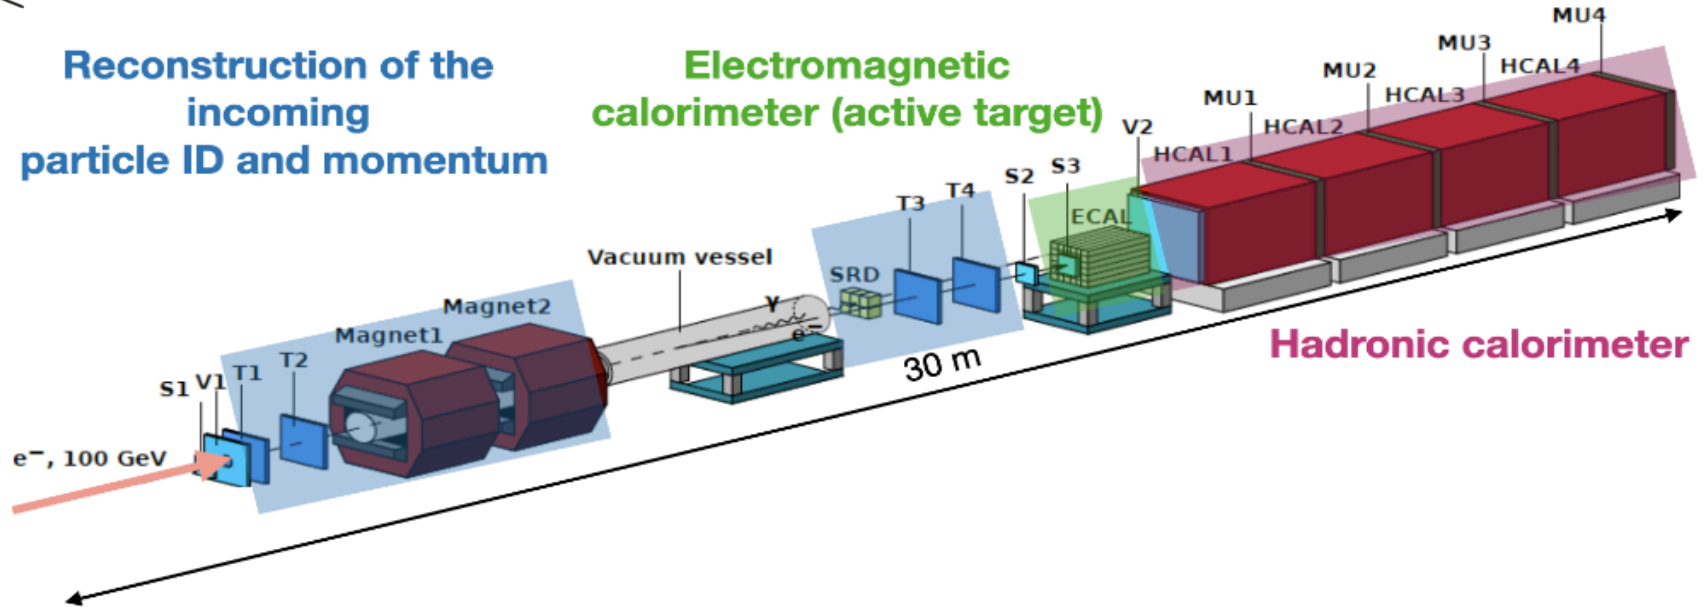 Reconstruction of the
incoming
particle ID and momentum
Electromagnetic
calorimeter (active target)
MU4
MU3
HCAL4
MU2
HCAL3
MU1
HCAL2
V2
HCAL1
S3
S2
ECAL
T4
T3
SRD
Vacuum vessel
γ
e⁻
Magnet2
Magnet1
T2
T1
V1
S1
e⁻, 100 GeV
30 m
Hadronic calorimeter